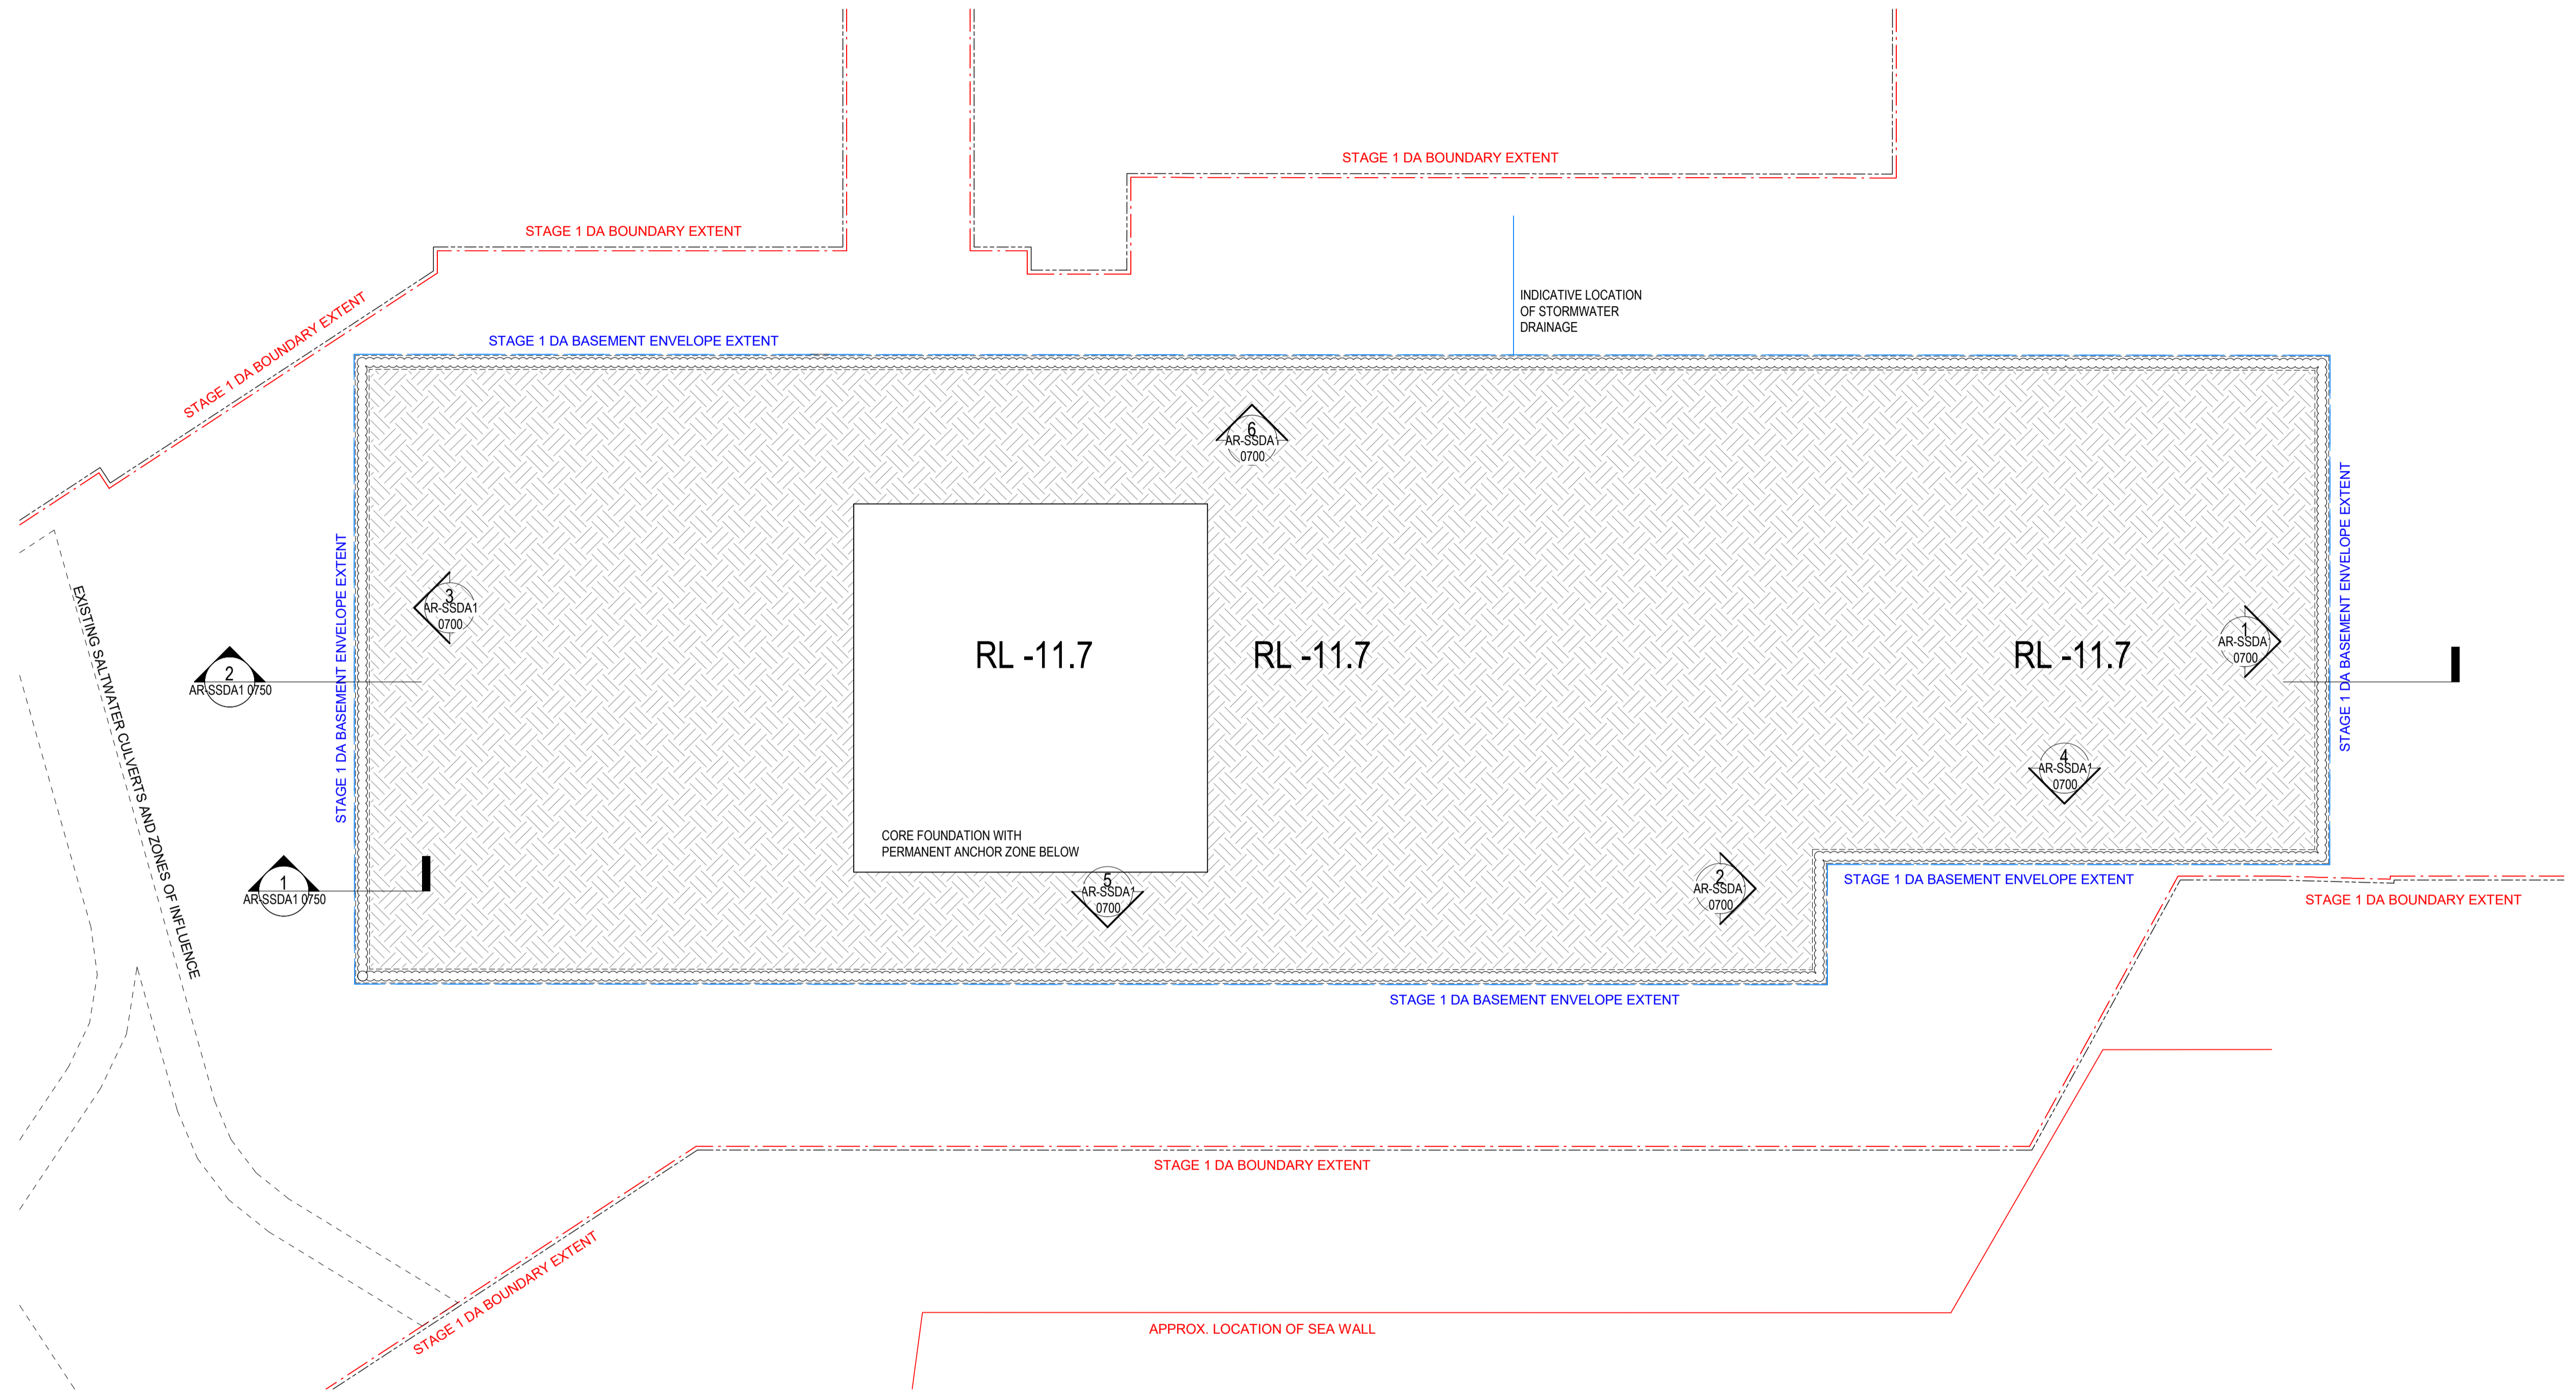 STAGE 1 DA BOUNDARY EXTENT
STAGE 1 DA BOUNDARY EXTENT
STAGE 1 DA BOUNDARY EXTENT
INDICATIVE LOCATION
OF STORMWATER
DRAINAGE
STAGE 1 DA BASEMENT ENVELOPE EXTENT
6
AR-SSDA1
0700
STAGE 1 DA BASEMENT ENVELOPE EXTENT
STAGE 1 DA BASEMENT ENVELOPE EXTENT
EXISTING SALTWATER CULVERTS AND ZONES OF INFLUENCE
3
AR-SSDA1
0700
1
AR-SSDA1
0700
RL -11.7
RL -11.7
RL -11.7
2
AR-SSDA1 0750
4
AR-SSDA1
0700
CORE FOUNDATION WITH
PERMANENT ANCHOR ZONE BELOW
1
AR-SSDA1 0750
5
AR-SSDA1
0700
2
AR-SSDA1
0700
STAGE 1 DA BASEMENT ENVELOPE EXTENT
STAGE 1 DA BOUNDARY EXTENT
STAGE 1 DA BASEMENT ENVELOPE EXTENT
STAGE 1 DA BOUNDARY EXTENT
STAGE 1 DA BOUNDARY EXTENT
APPROX. LOCATION OF SEA WALL